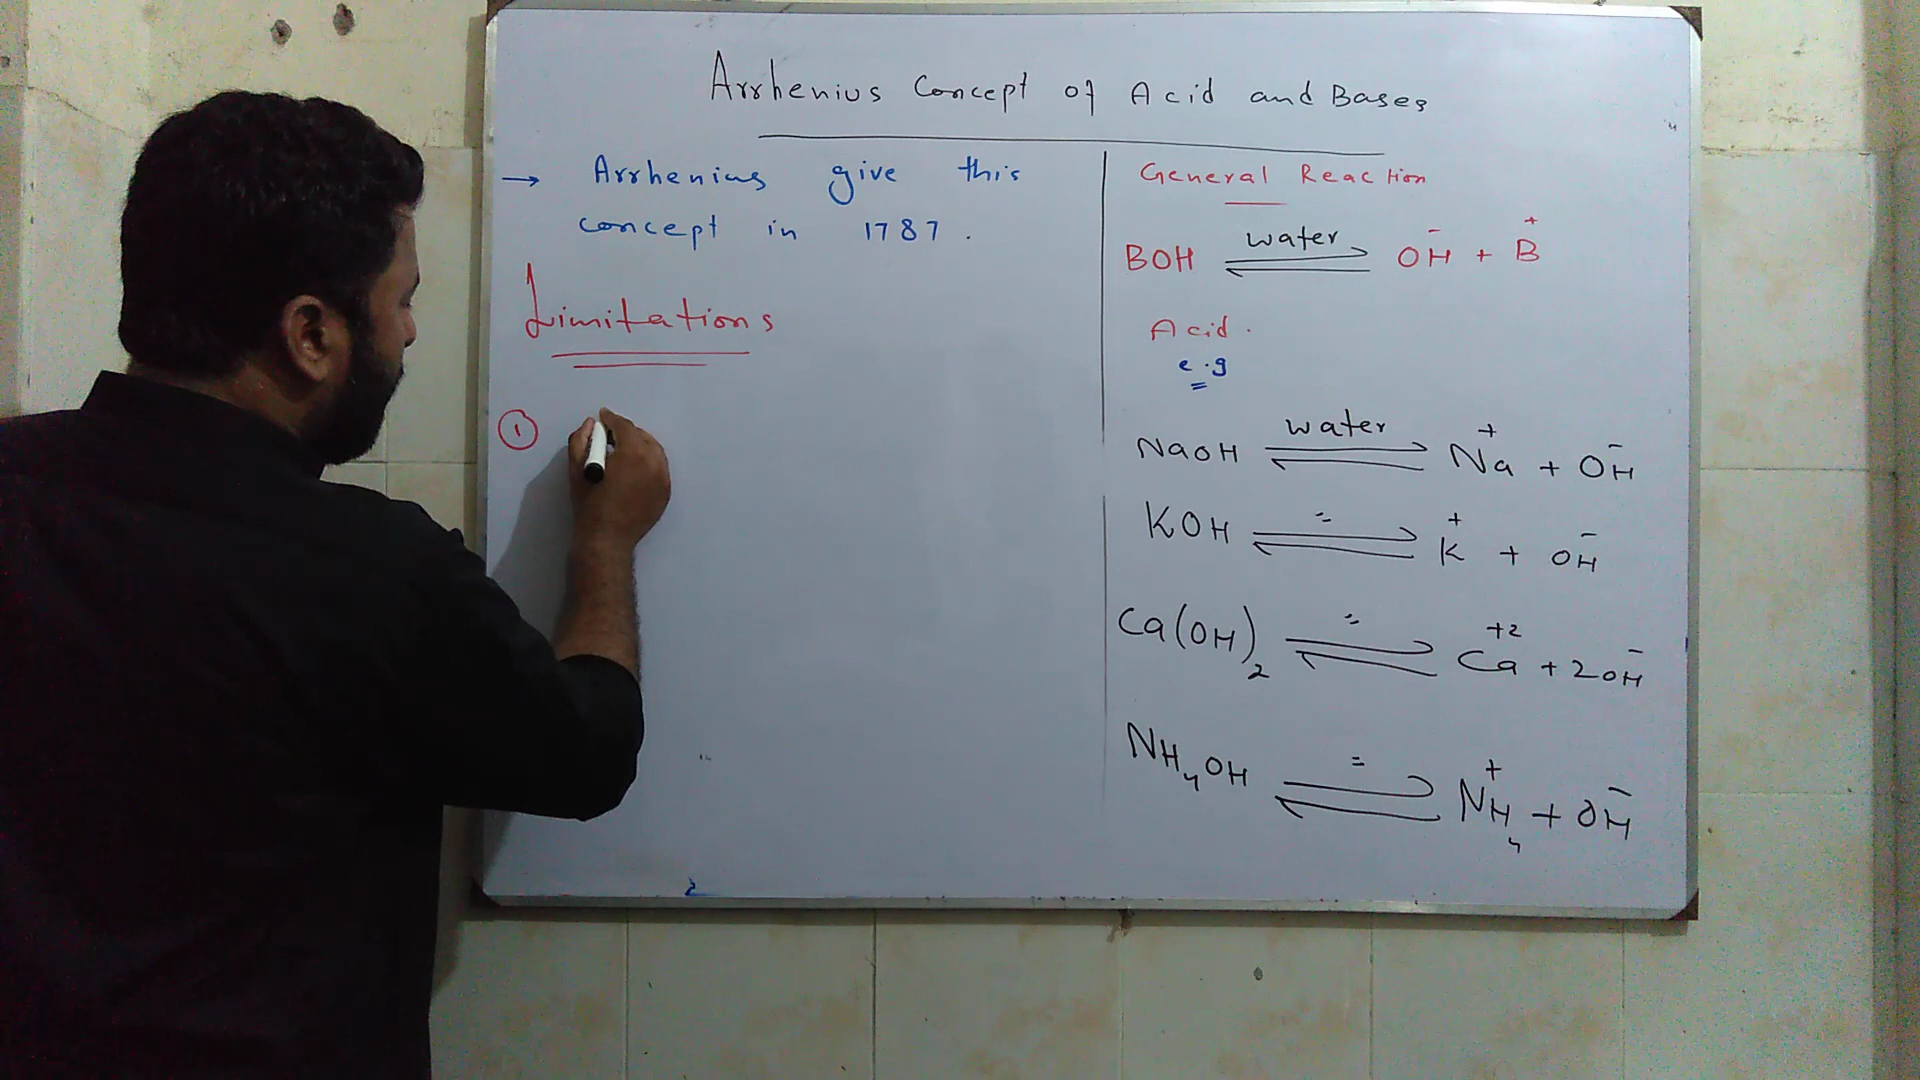 Arrhenius Concept of Acid and Bases
→ Arrhenius give this
concept in 1787.
Limitations
①
General Reaction
BOH ⇌ water OH⁻ + B⁺
Acid.
e.g
NaOH ⇌ water Na⁺ + OH⁻
KOH ⇌ = K⁺ + OH⁻
Ca(OH)₂ ⇌ = Ca⁺² + 2OH⁻
NH₄OH ⇌ = NH₄⁺ + OH⁻